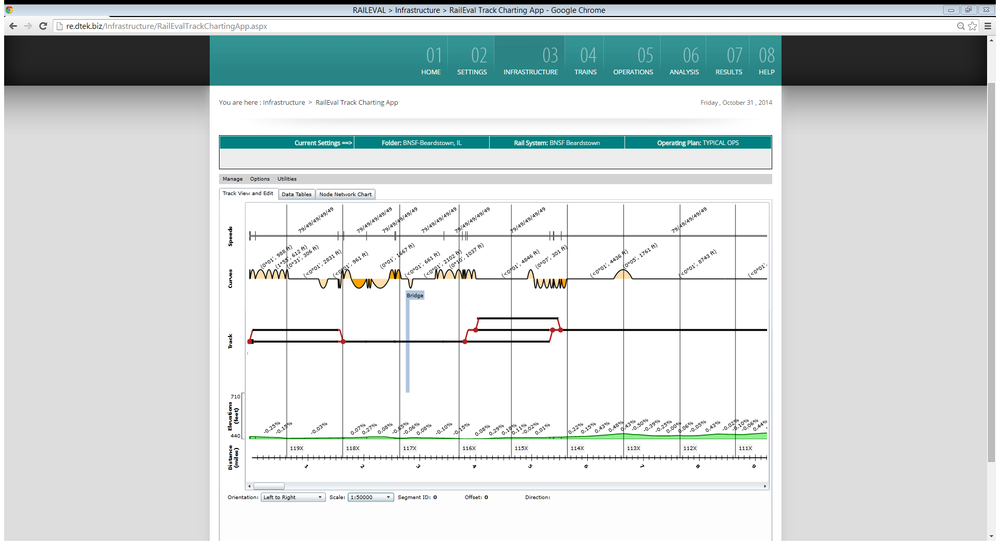 RAILEVAL > Infrastructure > RailEval Track Charting App - Google Chrome
re.dtek.biz/Infrastructure/RailEvalTrackChartingApp.aspx
01 02 03 04 05 06 07 08
HOME SETTINGS INFRASTRUCTURE TRAINS OPERATIONS ANALYSIS RESULTS HELP
You are here : Infrastructure > RailEval Track Charting App
Friday , October 31 , 2014
Current Settings ==> Folder: BNSF-Beardstown, IL Rail System: BNSF Beardstown Operating Plan: TYPICAL OPS
Manage Options Utilities
Track View and Edit Data Tables Node Network Chart
79/49/49/49/49 79/49/49/49/49 79/49/49/49/49 79/49/49/49/49 79/49/49/49/49 79/49/49/49/49 79/49/49/49/49
Speeds
(0°01', 988 ft) (1°55', 612 ft) (0°31', 306 ft) (<0°01', 2831 ft) (<0°01', 961 ft) (0°01', 1667 ft) (<0°01', 661 ft) (<0°01', 2102 ft) (0°10', 1037 ft) (<0°01', 4846 ft) (0°07', 301 ft) (<0°01', 4436 ft) (0°05', 1761 ft) (<0°01', 8743 ft) (<0°01',
Curves
Bridge
Track
710
Elevations
(feet)
-0.25% -0.15% -0.03% 0.07% 0.27% 0.08% -0.65% -0.06% 0.08% -0.10% -0.15% 0.08% 0.29% 0.18% 0.11% -0.02% 0.01% 0.22% 0.15% 0.43% 0.48% 0.43% -0.50% -0.39% -0.25% 0.00% 0.06% -0.05% 0.43% -0.02% -0.10% -0.06% 0.44%
440
119X 118X 117X 116X 115X 114X 113X 112X 111X
Distance
(miles)
1 2 3 4 5 6 7 8 9
Orientation: Left to Right Scale: 1:50000 Segment ID: 0 Offset: 0 Direction: